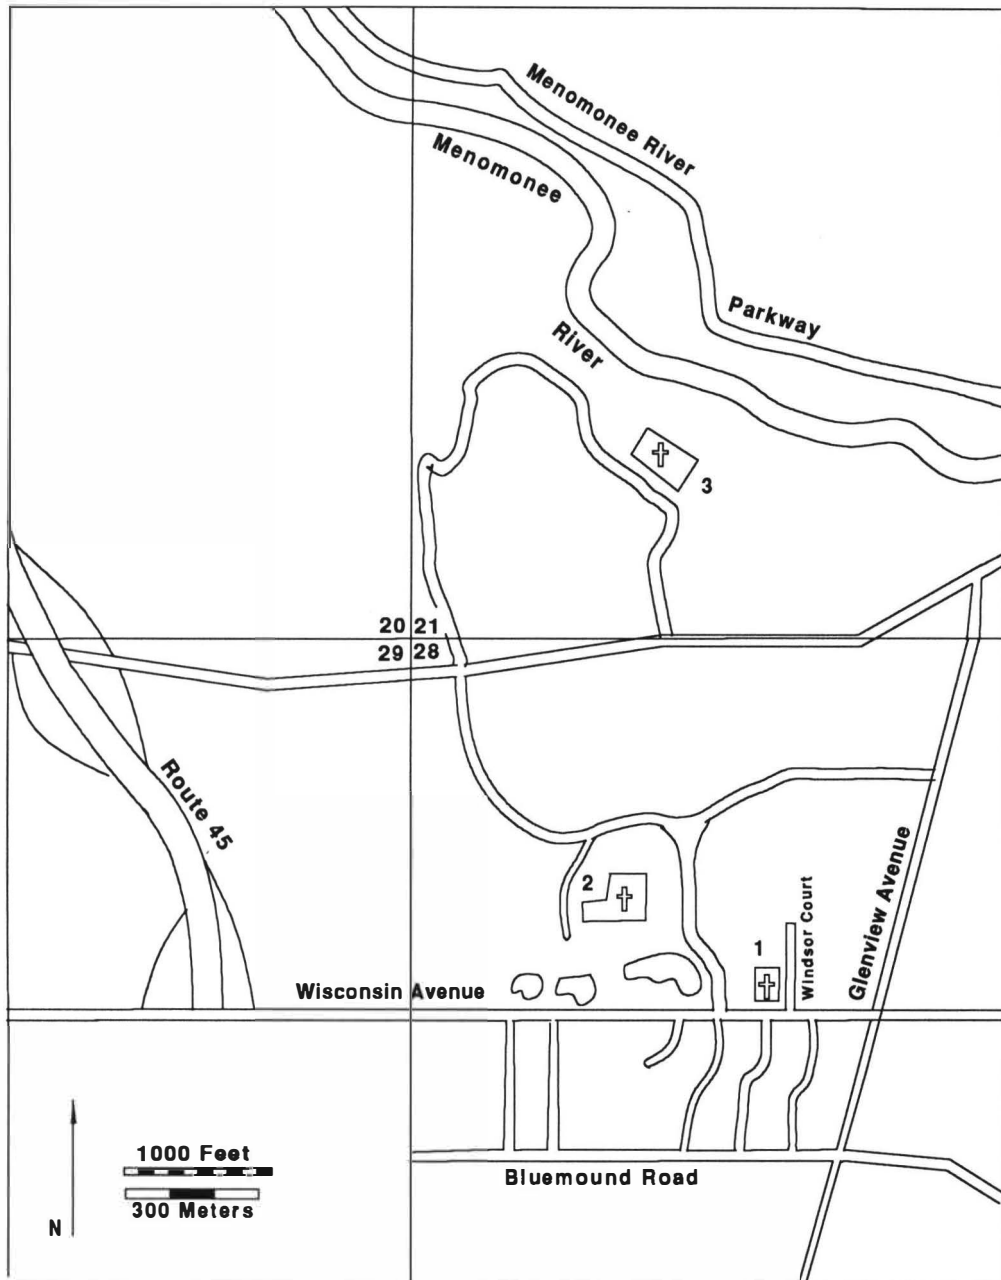 Menomonee River
Menomonee
Parkway
River
3
20 21
29 28
Route 45
2
1
Windsor Court
Glenview Avenue
Wisconsin Avenue
1000 Feet
300 Meters
N
Bluemound Road